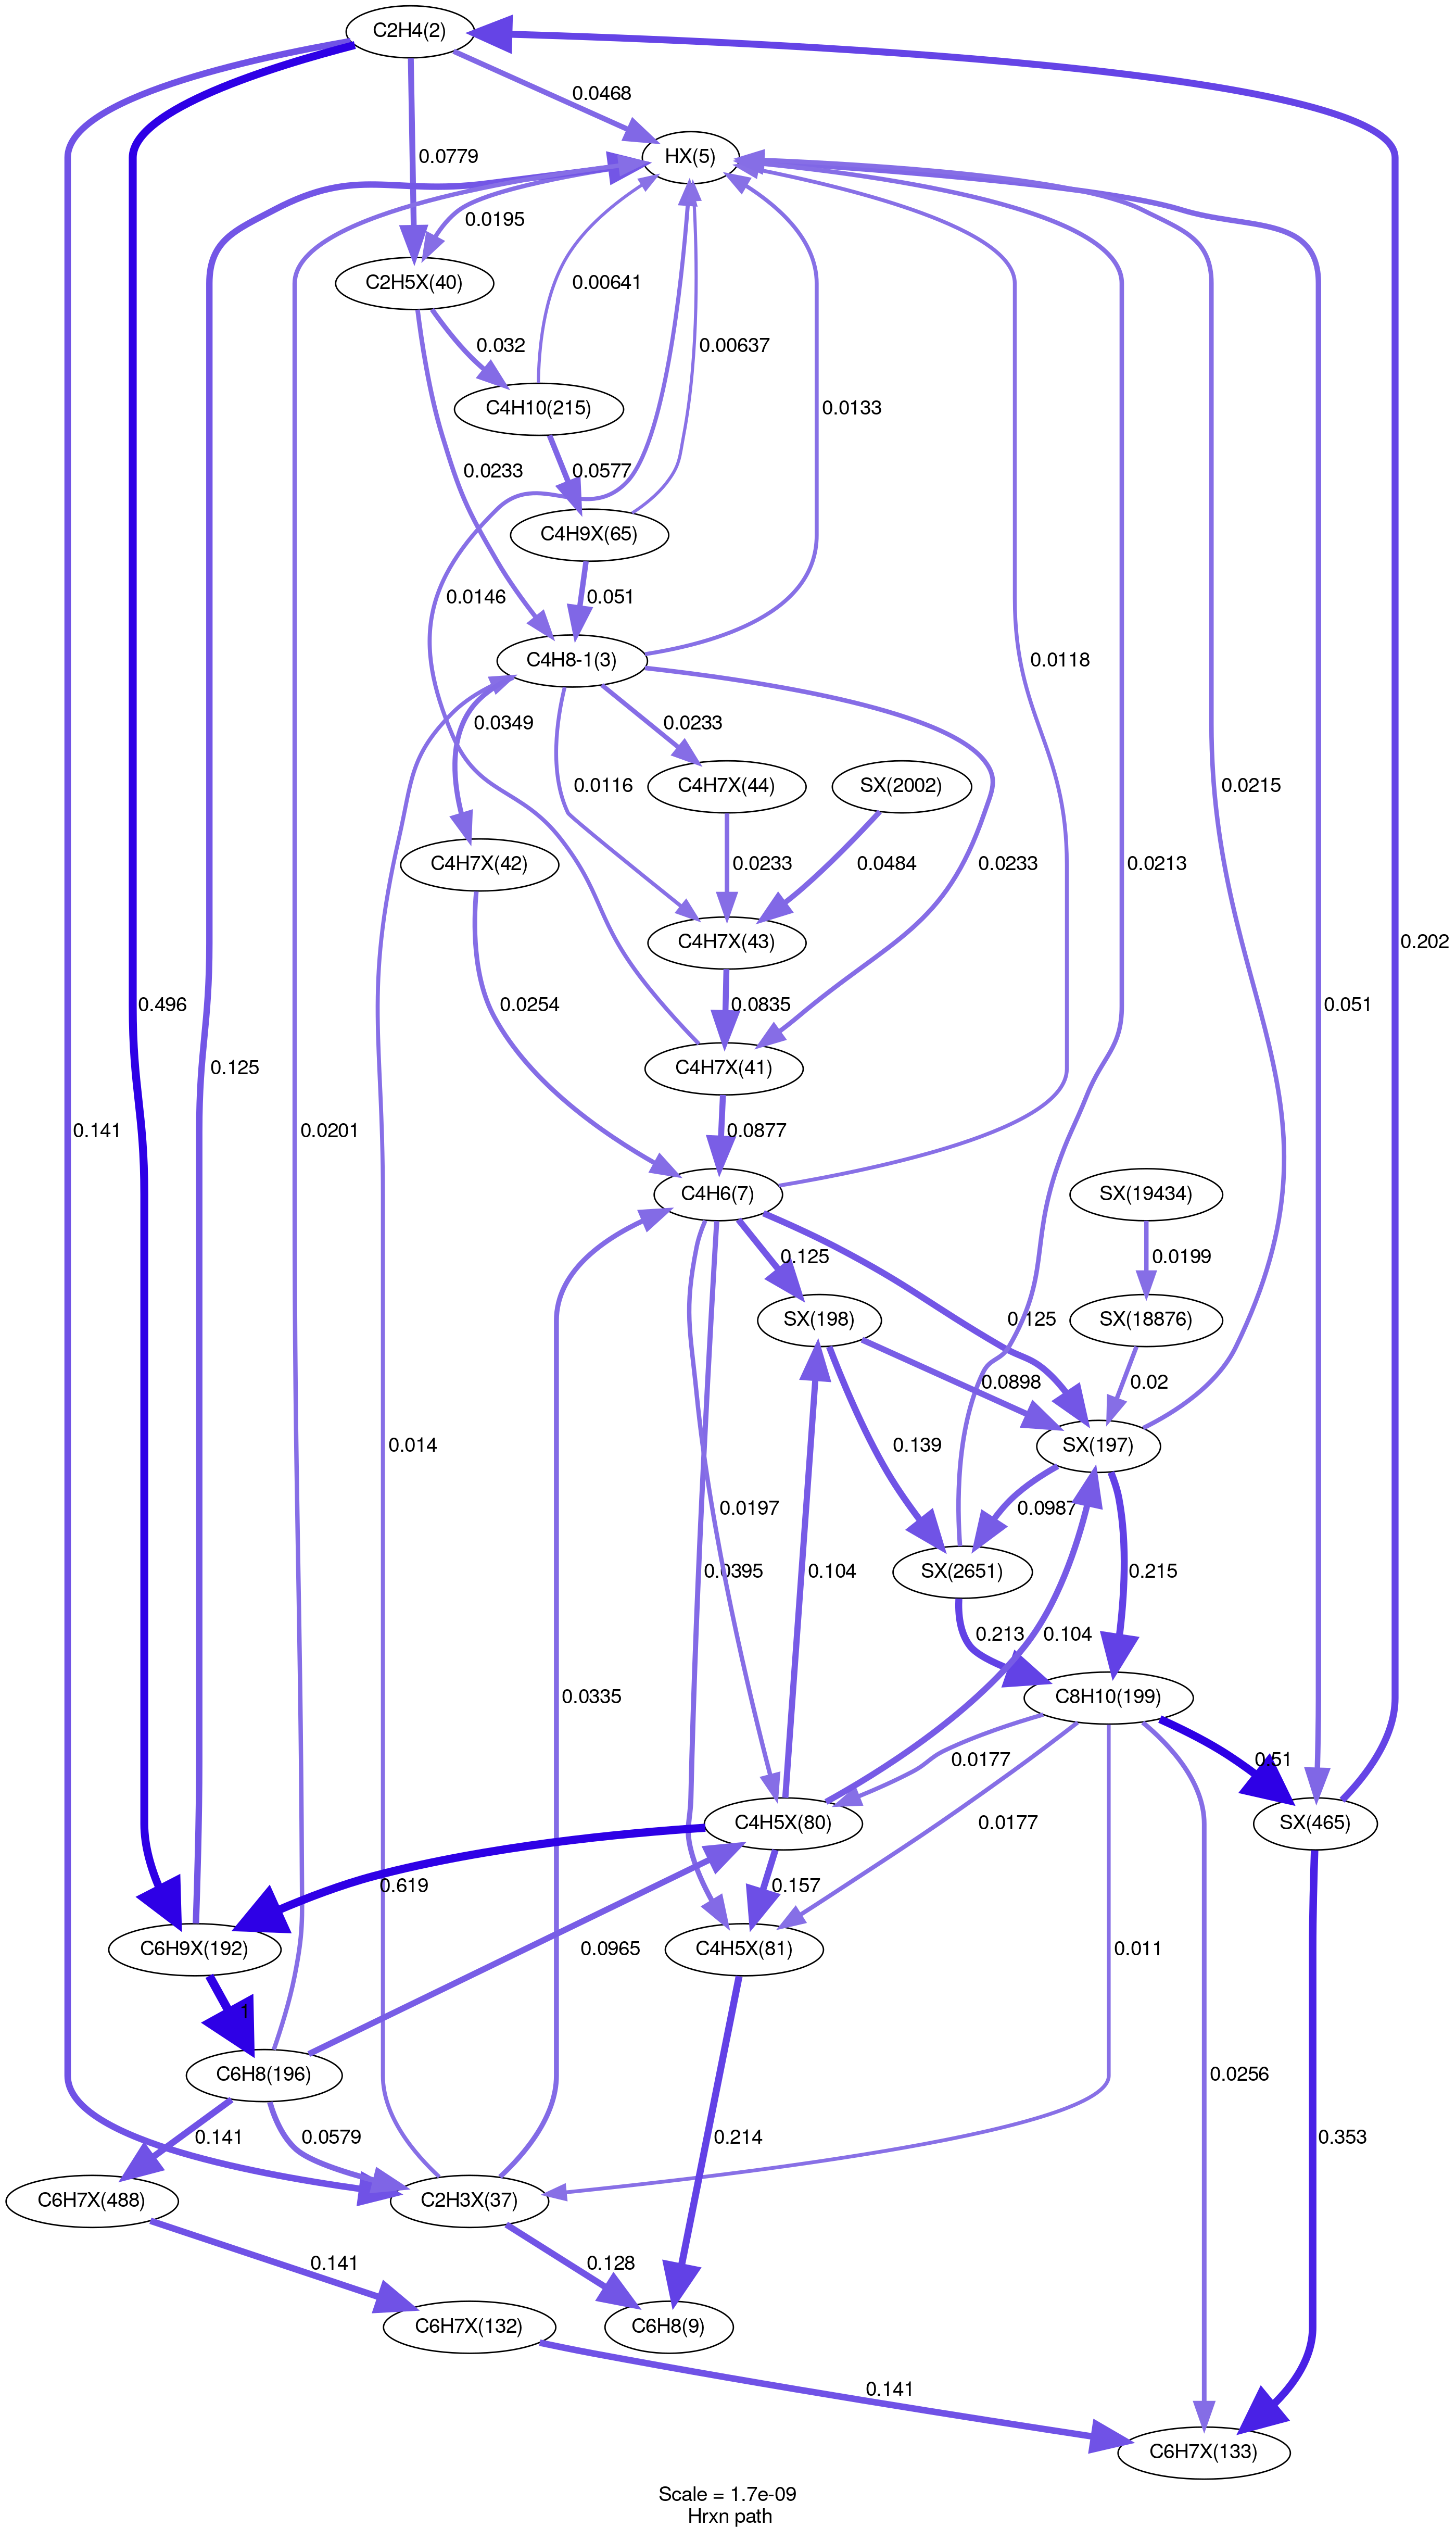 C2H4(2)
0.0468
HX(5)
0.0779
0.0195
C2H5X(40)
0.00641
0.032
0.00637
C4H10(215)
0.0133
0.0233
0.0577
C4H9X(65)
0.0146
0.051
0.0118
C4H8-1(3)
0.0349
0.0233
0.0116
C4H7X(44)
SX(2002)
0.0215
C4H7X(42)
0.0233
0.0484
0.0233
0.0213
0.202
C4H7X(43)
0.496
0.0254
0.0835
0.051
0.125
C4H7X(41)
0.141
0.0201
0.0877
C4H6(7)
SX(19434)
0.125
0.0199
SX(198)
0.125
SX(18876)
0.0898
0.02
0.014
0.139
SX(197)
0.0197
0.0987
0.0395
0.104
SX(2651)
0.215
0.0335
0.213
0.104
C8H10(199)
0.0177
0.51
C4H5X(80)
0.0177
SX(465)
0.619
0.157
C6H9X(192)
0.0965
C4H5X(81)
0.011
1
C6H8(196)
0.0256
0.141
0.0579
0.214
0.353
C6H7X(488)
C2H3X(37)
0.141
0.128
C6H7X(132)
C6H8(9)
0.141
C6H7X(133)
Scale = 1.7e-09
Hrxn path